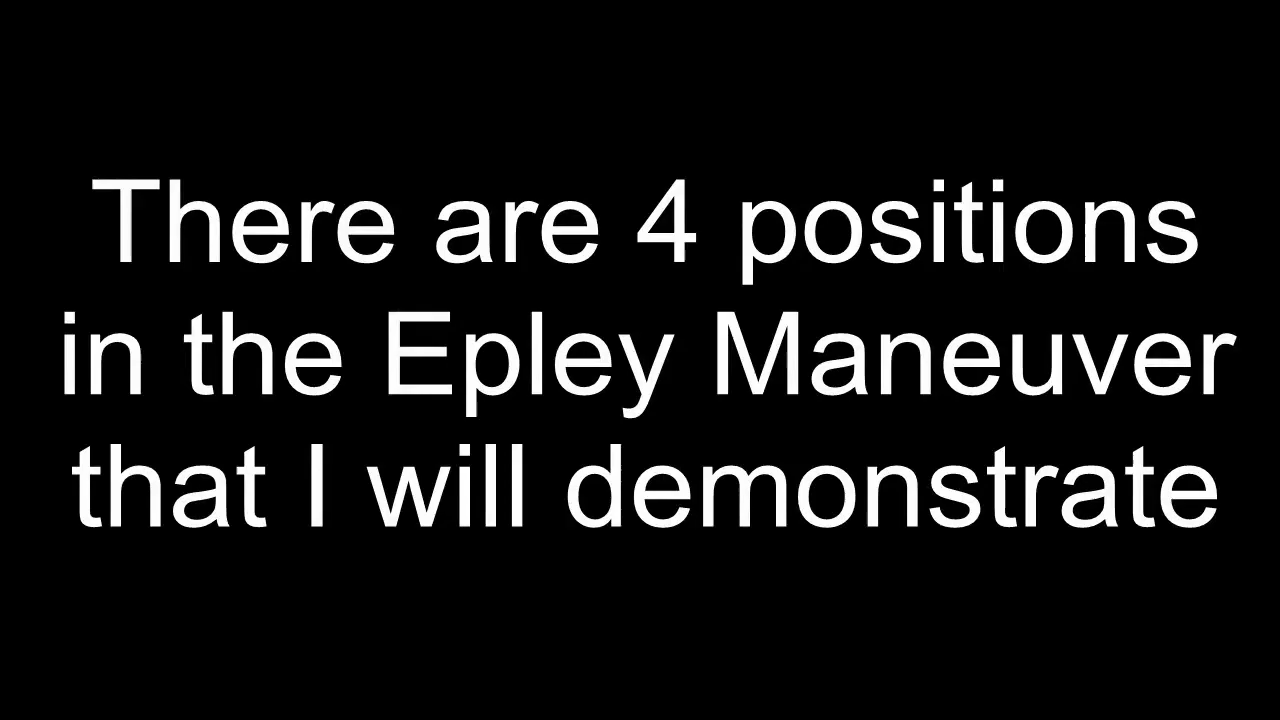 There are 4 positions
in the Epley Maneuver
that I will demonstrate